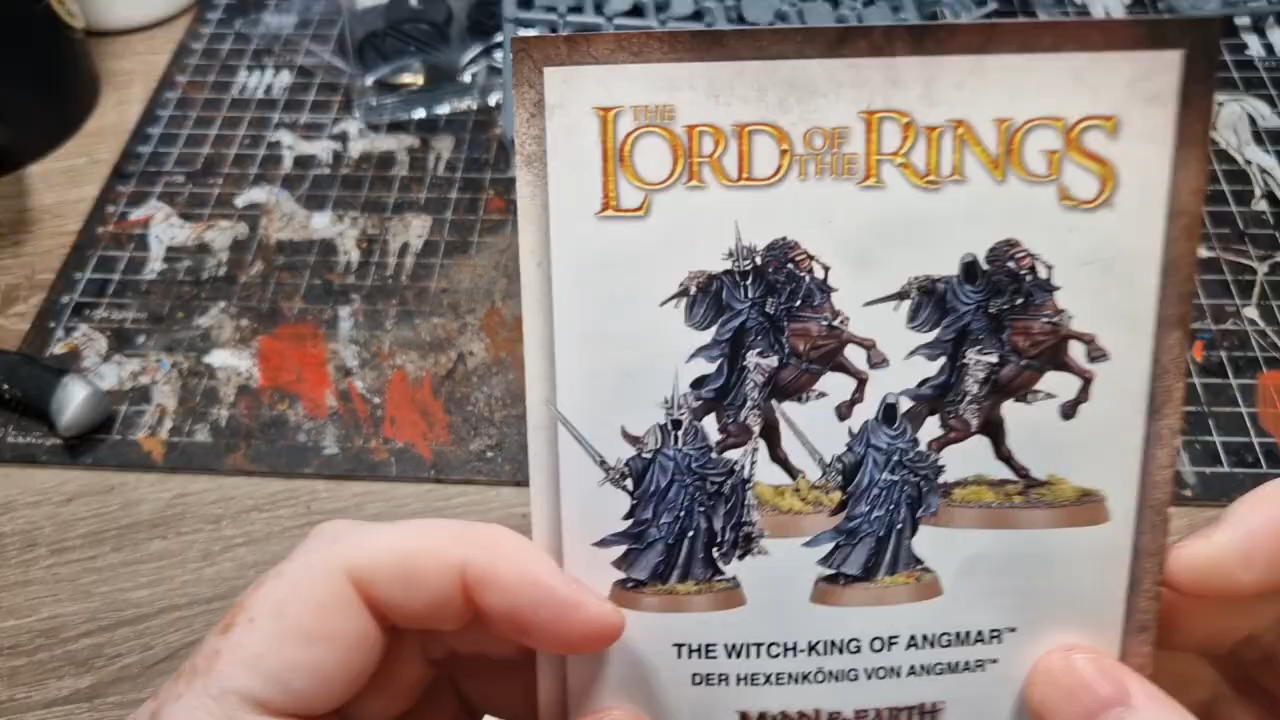 THE LORD OF THE RINGS
THE WITCH-KING OF ANGMAR™
DER HEXENKÖNIG VON ANGMAR™
MIDDLE-EARTH